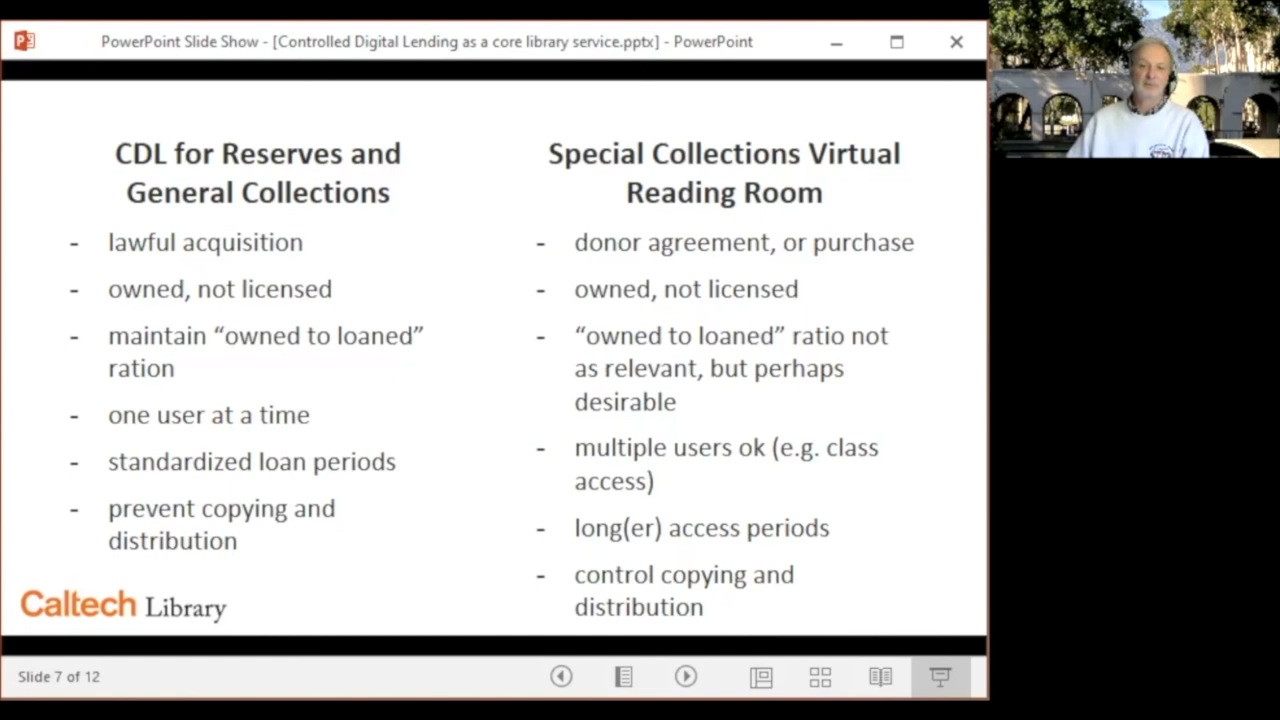 PowerPoint Slide Show - [Controlled Digital Lending as a core library service.pptx] - PowerPoint
CDL for Reserves and
General Collections
- lawful acquisition
- owned, not licensed
- maintain “owned to loaned”
ration
- one user at a time
- standardized loan periods
- prevent copying and
distribution
Special Collections Virtual
Reading Room
- donor agreement, or purchase
- owned, not licensed
- “owned to loaned” ratio not
as relevant, but perhaps
desirable
- multiple users ok (e.g. class
access)
- long(er) access periods
- control copying and
distribution
Caltech Library
Slide 7 of 12